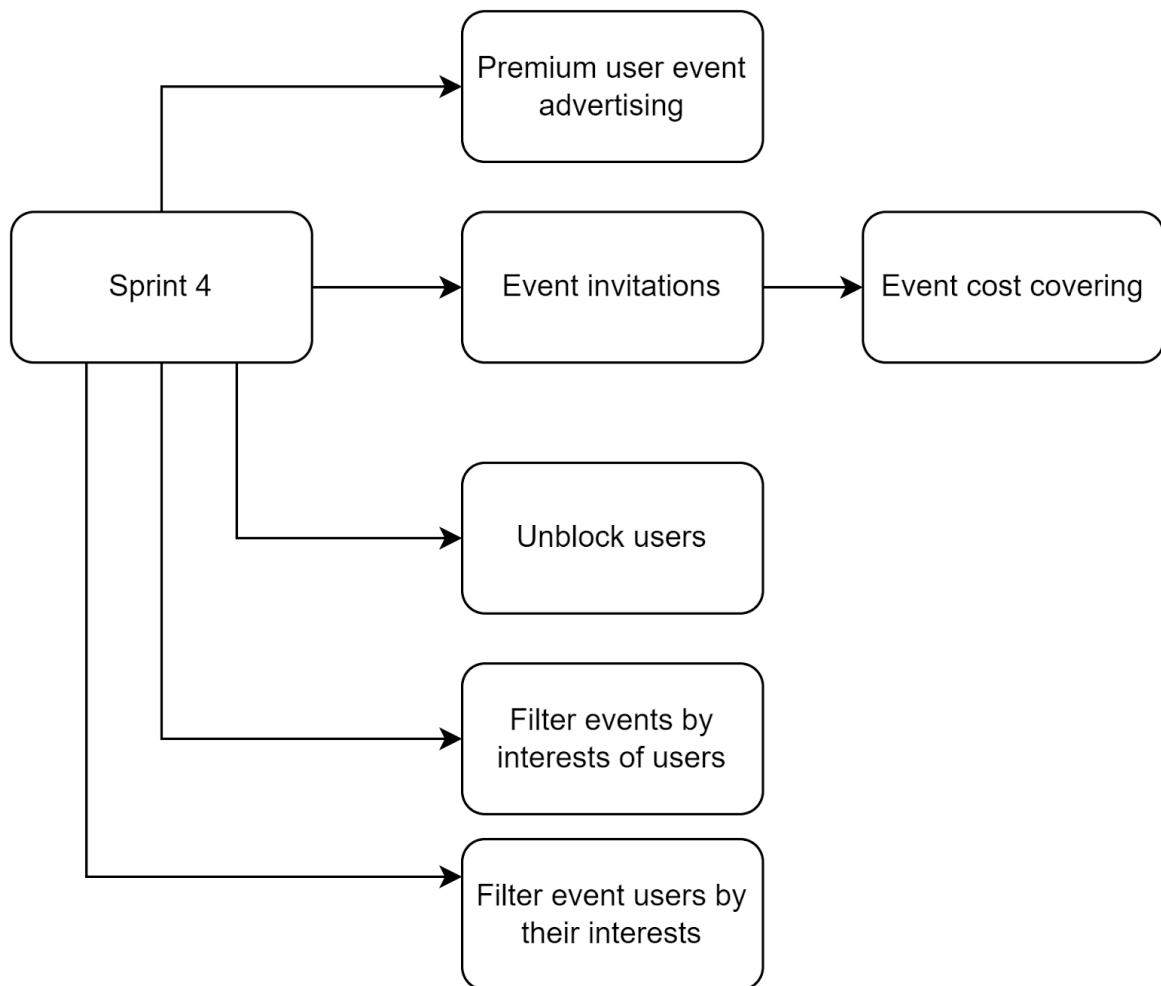 Premium user event
advertising
Sprint 4
Event invitations
Event cost covering
Unblock users
Filter events by
interests of users
Filter event users by
their interests